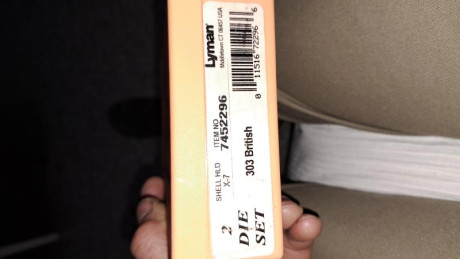 Lyman®
Middletown CT 06457 USA
0 11516 72296 6
ITEM NO
7452296
303 British
SHELL HLD
X-7
2
DIE
SET